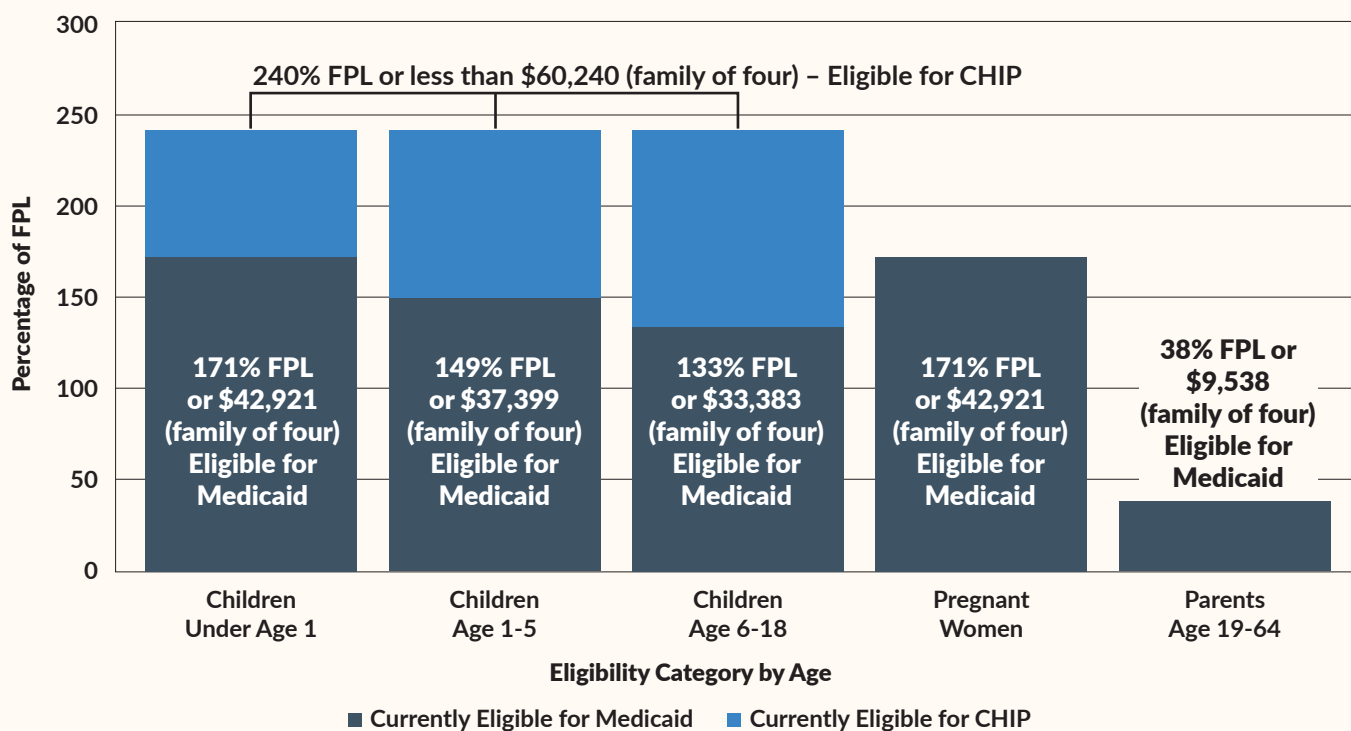 300
240% FPL or less than $60,240 (family of four) – Eligible for CHIP
250
200
150
100
50
0
Percentage of FPL
171% FPL
or $42,921
(family of four)
Eligible for
Medicaid
149% FPL
or $37,399
(family of four)
Eligible for
Medicaid
133% FPL
or $33,383
(family of four)
Eligible for
Medicaid
171% FPL
or $42,921
(family of four)
Eligible for
Medicaid
38% FPL or
$9,538
(family of four)
Eligible for
Medicaid
Children
Under Age 1
Children
Age 1-5
Children
Age 6-18
Pregnant
Women
Parents
Age 19-64
Eligibility Category by Age
Currently Eligible for Medicaid
Currently Eligible for CHIP